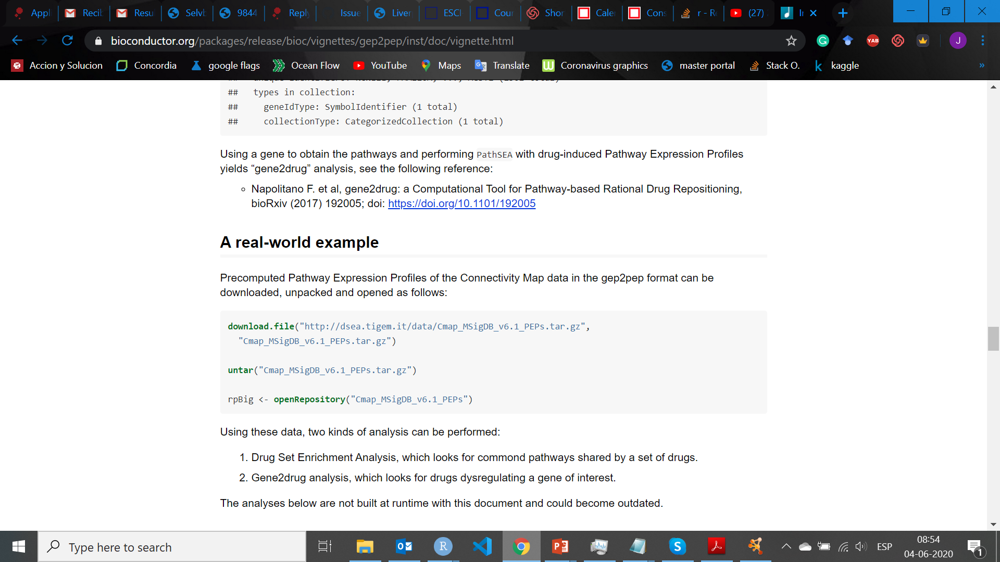 Appl
Recib
Resu
Selvb
9844
Reply
Issue
Liver
ESCI
Cour
Shor
Cale
Cons
r - Re
(27)
Ir
bioconductor.org/packages/release/bioc/vignettes/gep2pep/inst/doc/vignette.html
YAB
J
Accion y Solucion
Concordia
google flags
Ocean Flow
YouTube
Maps
Translate
Coronavirus graphics
master portal
Stack O.
kaggle
»
## types in collection:
## geneIdType: SymbolIdentifier (1 total)
## collectionType: CategorizedCollection (1 total)
Using a gene to obtain the pathways and performing PathSEA with drug-induced Pathway Expression Profiles
yields “gene2drug” analysis, see the following reference:
Napolitano F. et al, gene2drug: a Computational Tool for Pathway-based Rational Drug Repositioning,
bioRxiv (2017) 192005; doi: https://doi.org/10.1101/192005
A real-world example
Precomputed Pathway Expression Profiles of the Connectivity Map data in the gep2pep format can be
downloaded, unpacked and opened as follows:
download.file("http://dsea.tigem.it/data/Cmap_MSigDB_v6.1_PEPs.tar.gz",
"Cmap_MSigDB_v6.1_PEPs.tar.gz")
untar("Cmap_MSigDB_v6.1_PEPs.tar.gz")
rpBig <- openRepository("Cmap_MSigDB_v6.1_PEPs")
Using these data, two kinds of analysis can be performed:
1. Drug Set Enrichment Analysis, which looks for commond pathways shared by a set of drugs.
2. Gene2drug analysis, which looks for drugs dysregulating a gene of interest.
The analyses below are not built at runtime with this document and could become outdated.
Type here to search
ESP
08:54
04-06-2020
1